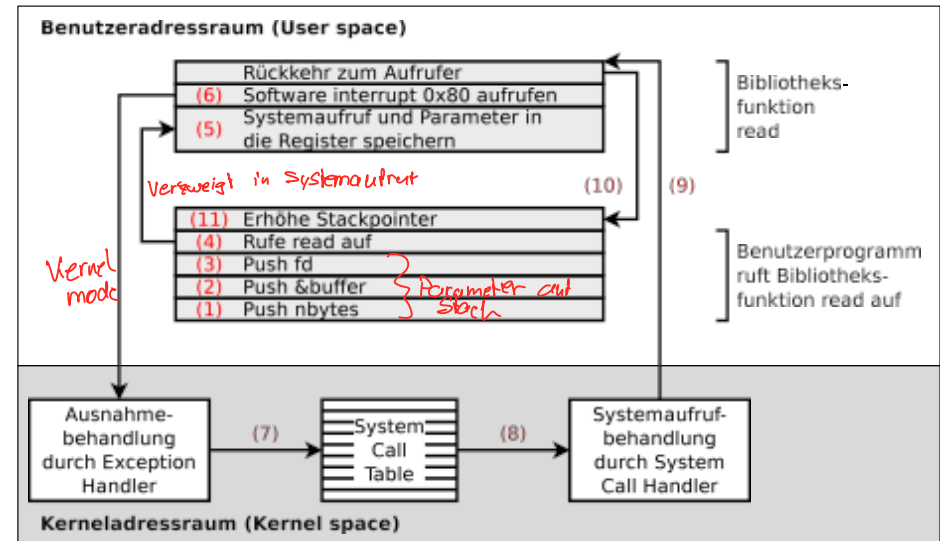 Benutzeradressraum (User space)
Rückkehr zum Aufrufer
(6) Software interrupt 0x80 aufrufen
(5) Systemaufruf und Parameter in
die Register speichern
Bibliotheks-
funktion
read
Verzweigt in Systemaufruf
(10)
(9)
(11) Erhöhe Stackpointer
(4) Rufe read auf
(3) Push fd
(2) Push &buffer
(1) Push nbytes
Parameter auf
Stack
Kernel
mode
Benutzerprogramm
ruft Bibliotheks-
funktion read auf
Ausnahme-
behandlung
durch Exception
Handler
(7)
System
Call
Table
(8)
Systemaufruf-
behandlung
durch System
Call Handler
Kerneladressraum (Kernel space)